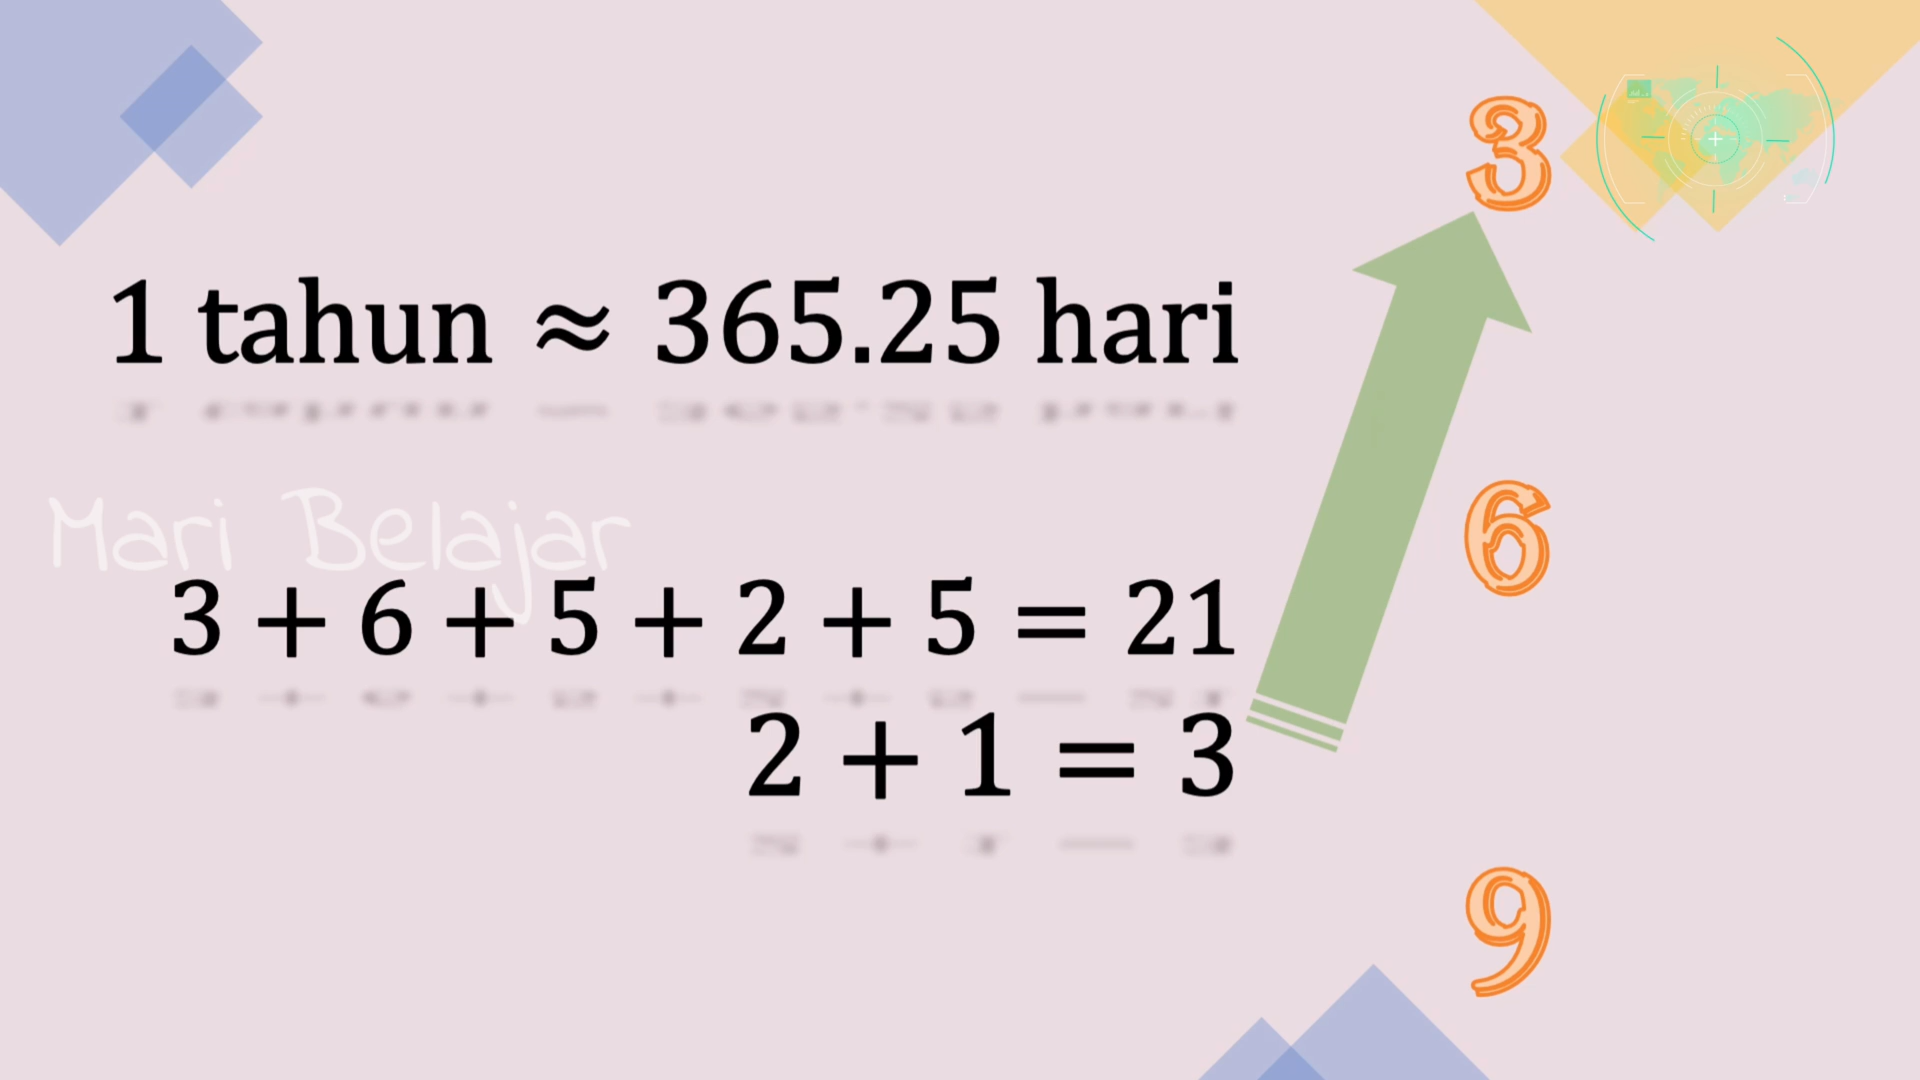 3
1 tahun ≈ 365.25 hari
Mari Belajar
6
3 + 6 + 5 + 2 + 5 = 21
2 + 1 = 3
9